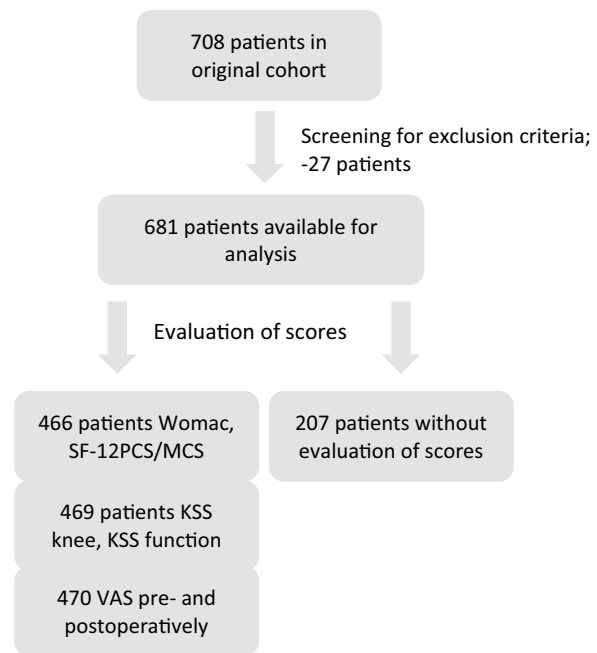 708 patients in
original cohort
Screening for exclusion criteria;
-27 patients
681 patients available for
analysis
Evaluation of scores
466 patients Womac,
SF-12PCS/MCS
207 patients without
evaluation of scores
469 patients KSS
knee, KSS function
470 VAS pre- and
postoperatively